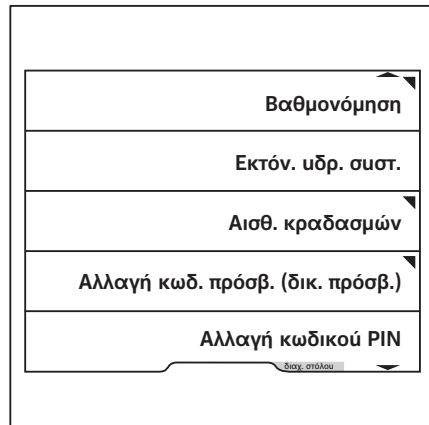 Βαθμονόμηση
Εκτόν. υδρ. συστ.
Αισθ. κραδασμών
Αλλαγή κωδ. πρόσβ. (δικ. πρόσβ.)
Αλλαγή κωδικού PIN
διαχ. στόλου